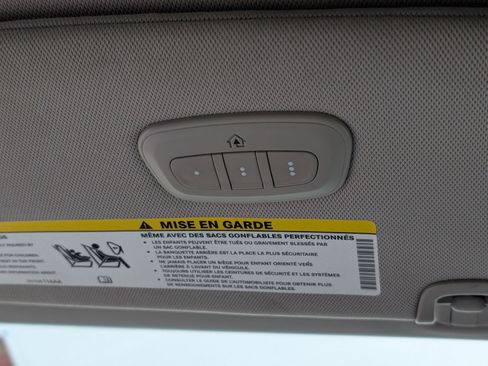 MISE EN GARDE
MÊME AVEC DES SACS GONFLABLES PERFECTIONNÉS
• LES ENFANTS PEUVENT ÊTRE TUÉS OU GRAVEMENT BLESSÉS PAR
UN SAC GONFLABLE.
• LA BANQUETTE ARRIÈRE EST LA PLACE LA PLUS SÉCURITAIRE
POUR LES ENFANTS.
• NE JAMAIS PLACER UN SIÈGE POUR ENFANT ORIENTÉ VERS
L'ARRIÈRE À L'AVANT DU VÉHICULE.
• TOUJOURS UTILISER LES CEINTURES DE SÉCURITÉ ET LES SYSTÈMES
DE RETENUE POUR ENFANT.
• CONSULTER LE GUIDE DE L'AUTOMOBILISTE POUR OBTENIR PLUS
DE RENSEIGNEMENTS SUR LES SACS GONFLABLES.